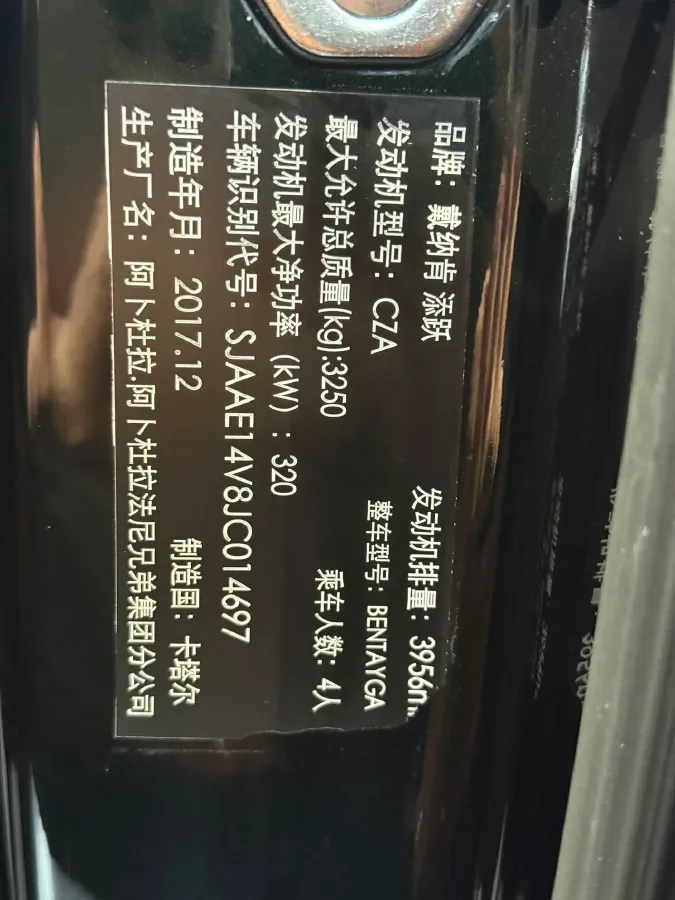 品牌：戴纳肯 添跃 发动机排量：3956m
发动机型号：CZA 整车型号：BENTAYGA
最大允许总质量(kg):3250 乘车人数：4人
发动机最大净功率（kW）：320
车辆识别代号：SJAAE14V8JC014697
制造年月：2017.12 制造国：卡塔尔
生产厂名：阿卜杜拉.阿卜杜拉法尼兄弟集团分公司